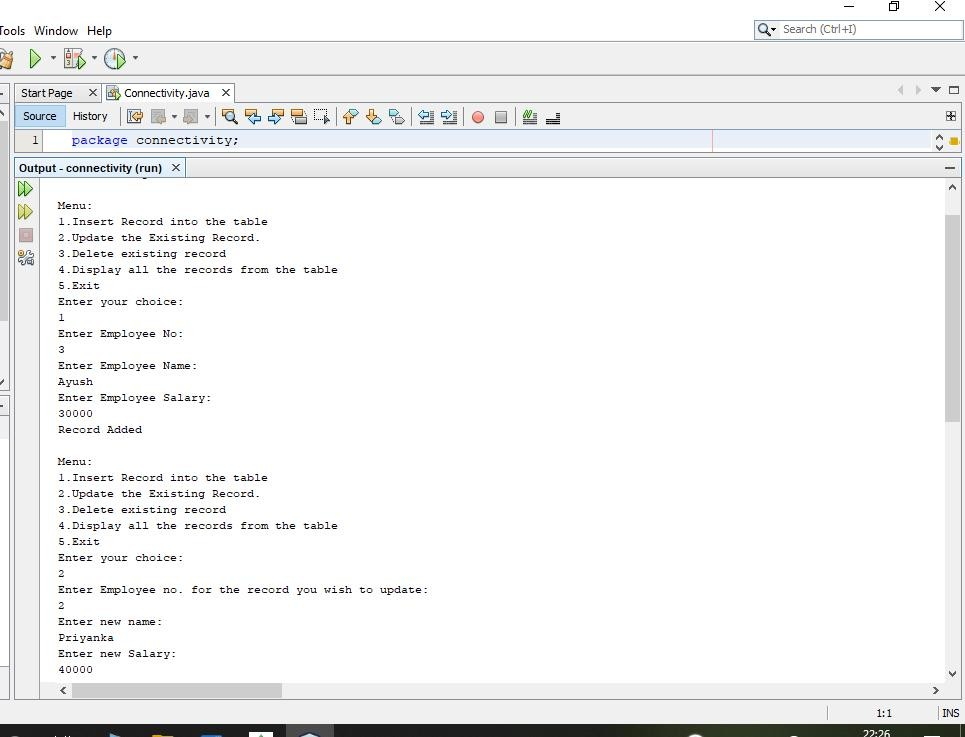 Tools Window Help
Search (Ctrl+I)
Start Page Connectivity.java
Source History
1 package connectivity;
Output - connectivity (run)
Menu:
1.Insert Record into the table
2.Update the Existing Record.
3.Delete existing record
4.Display all the records from the table
5.Exit
Enter your choice:
1
Enter Employee No:
3
Enter Employee Name:
Ayush
Enter Employee Salary:
30000
Record Added
Menu:
1.Insert Record into the table
2.Update the Existing Record.
3.Delete existing record
4.Display all the records from the table
5.Exit
Enter your choice:
2
Enter Employee no. for the record you wish to update:
2
Enter new name:
Priyanka
Enter new Salary:
40000
1:1 INS
22:26